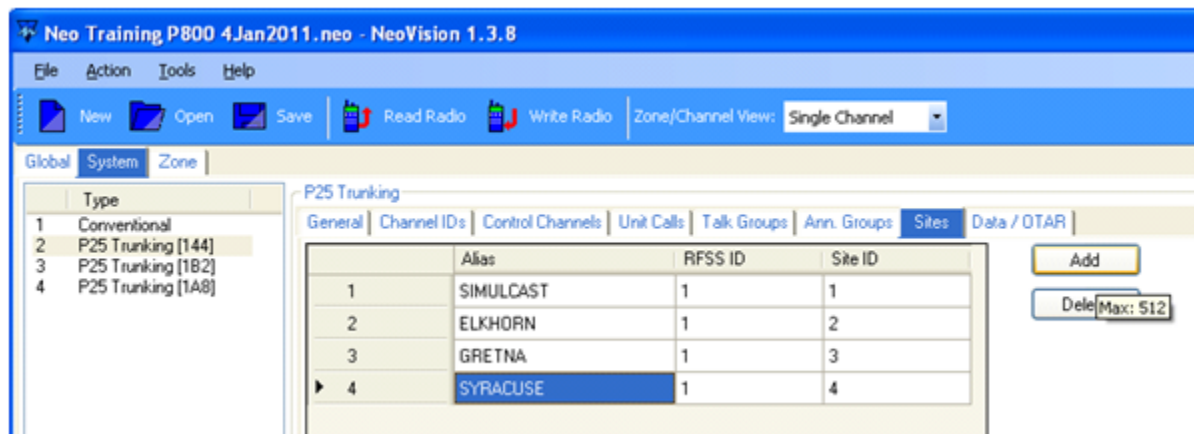 Neo Training P800 4Jan2011.neo - NeoVision 1.3.8
File Action Tools Help
New Open Save Read Radio Write Radio Zone/Channel View: Single Channel
Global System Zone
Type
1 Conventional
2 P25 Trunking [144]
3 P25 Trunking [1B2]
4 P25 Trunking [1A8]
P25 Trunking
General Channel IDs Control Channels Unit Calls Talk Groups Ann. Groups Sites Data / OTAR
Alias RFSS ID Site ID
1 SIMULCAST 1 1
2 ELKHORN 1 2
3 GRETNA 1 3
4 SYRACUSE 1 4
Add
Dele
Max: 512